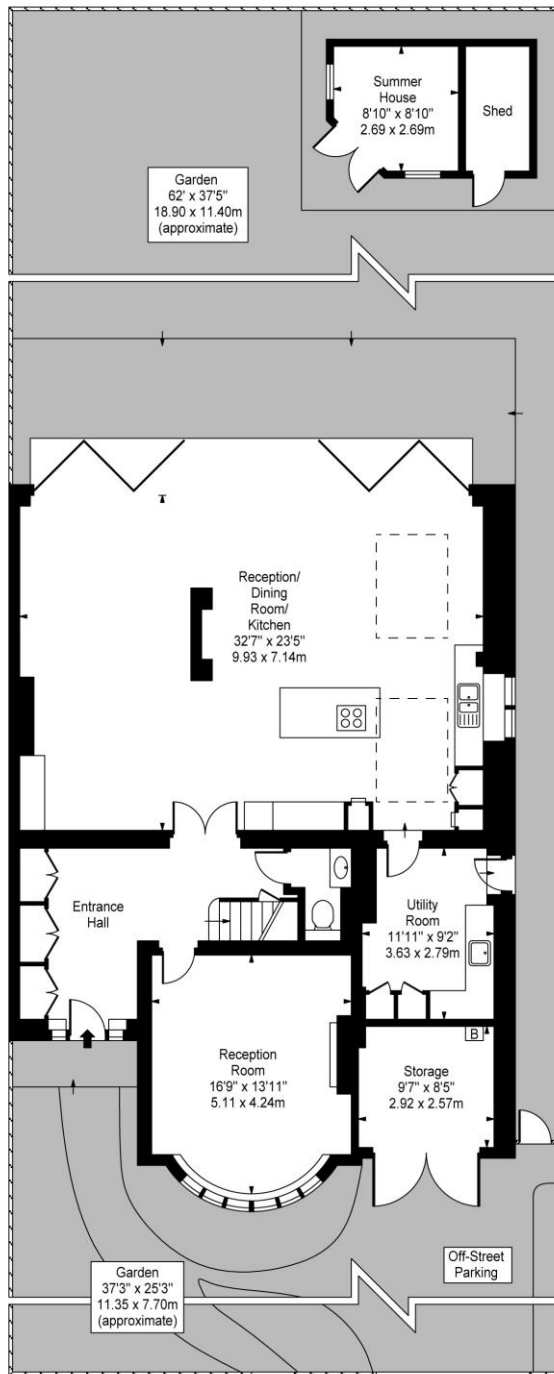 Summer
House
8'10" x 8'10"
2.69 x 2.69m
Shed
Garden
62' x 37'5"
18.90 x 11.40m
(approximate)
Reception/
Dining
Room/
Kitchen
32'7" x 23'5"
9.93 x 7.14m
Entrance
Hall
Utility
Room
11'11" x 9'2"
3.63 x 2.79m
Reception
Room
16'9" x 13'11"
5.11 x 4.24m
B
Storage
9'7" x 8'5"
2.92 x 2.57m
Off-Street
Parking
Garden
37'3" x 25'3"
11.35 x 7.70m
(approximate)